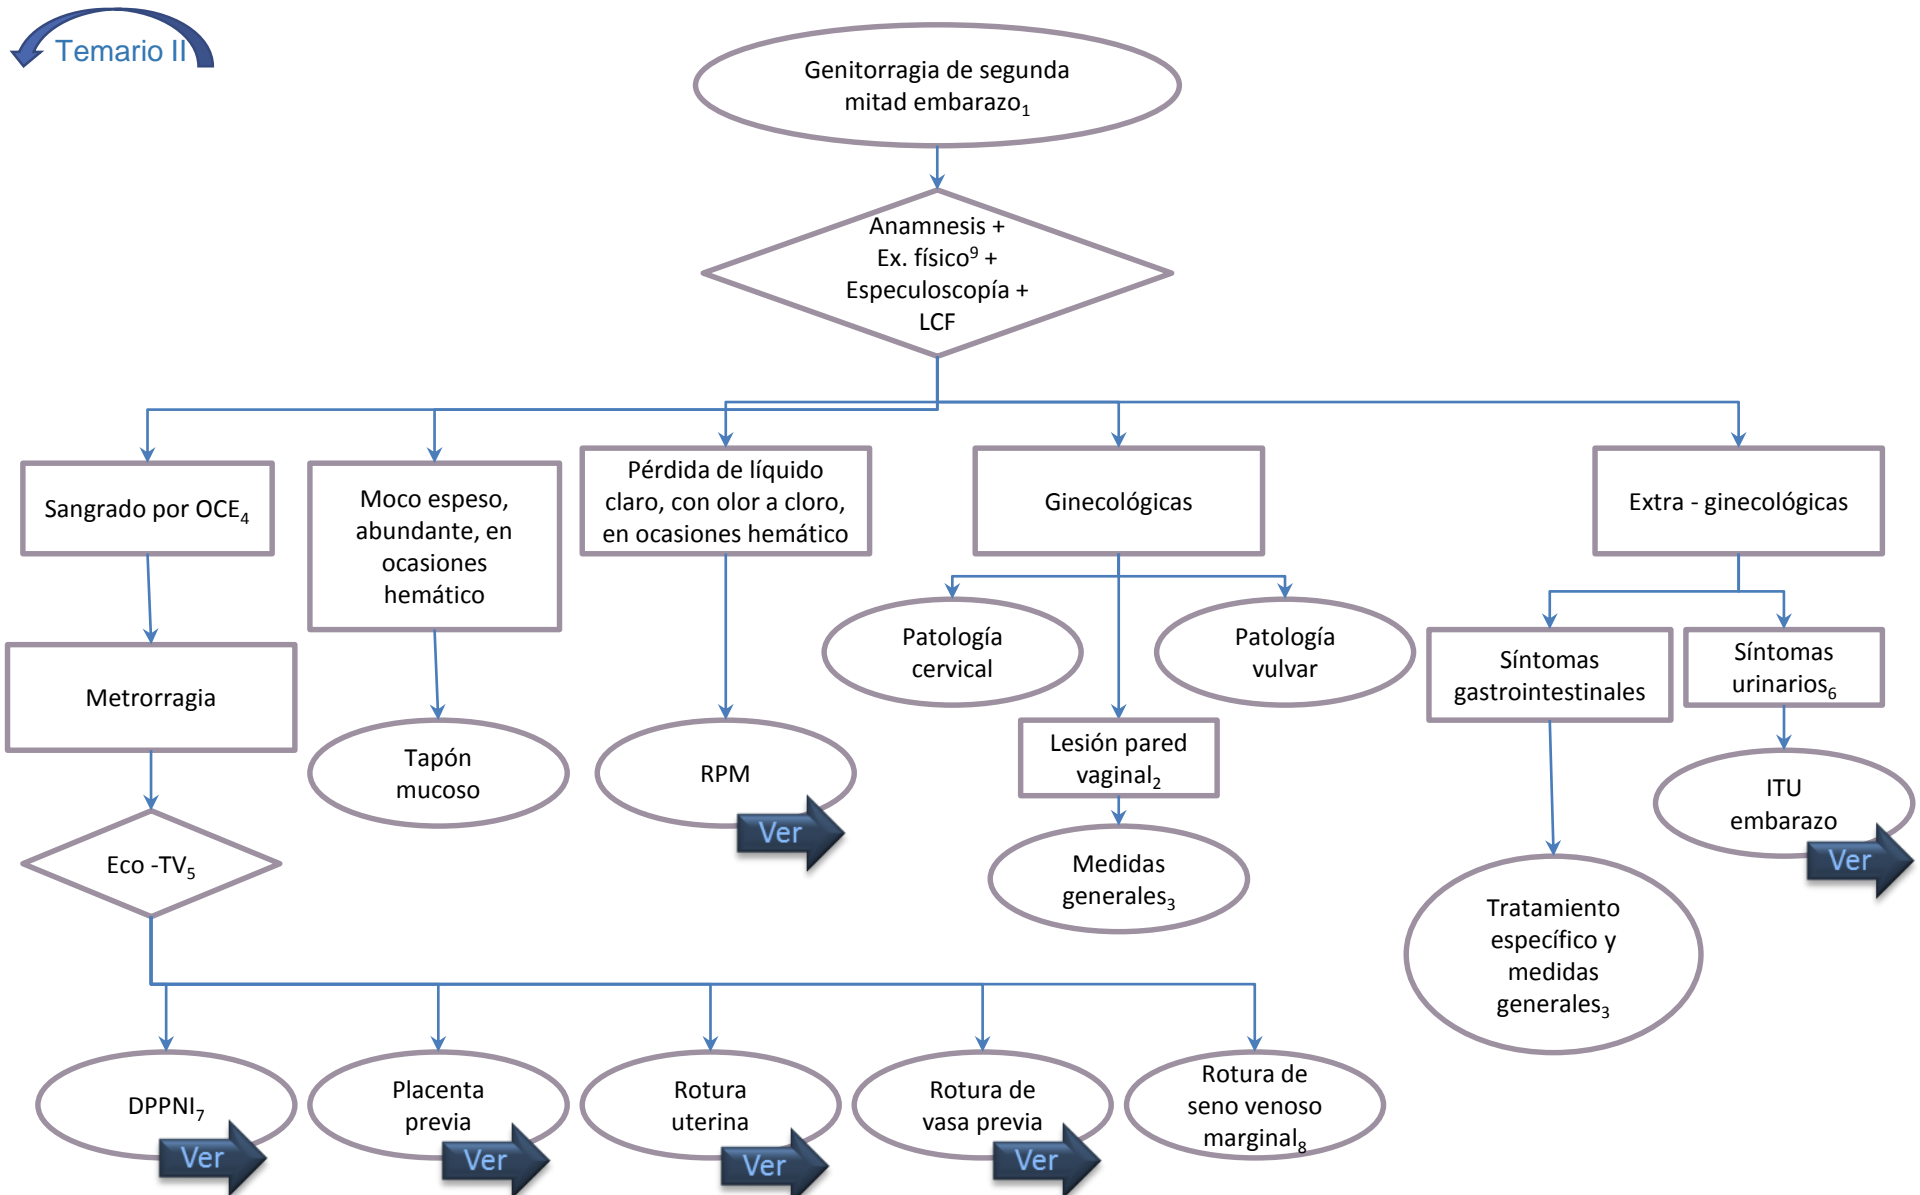 Temario II
Genitorragia de segunda
mitad embarazo1
Anamnesis +
Ex. físico9 +
Especuloscopía +
LCF
Sangrado por OCE4
Moco espeso,
abundante, en
ocasiones
hemático
Pérdida de líquido
claro, con olor a cloro,
en ocasiones hemático
Ginecológicas
Extra - ginecológicas
Metrorragia
Patología
cervical
Patología
vulvar
Síntomas
gastrointestinales
Síntomas
urinarios6
Tapón
mucoso
RPM
Ver
Lesión pared
vaginal2
ITU
embarazo
Ver
Eco -TV5
Medidas
generales3
Tratamiento
específico y
medidas
generales3
DPPNI7
Ver
Placenta
previa
Ver
Rotura
uterina
Ver
Rotura de
vasa previa
Ver
Rotura de
seno venoso
marginal8